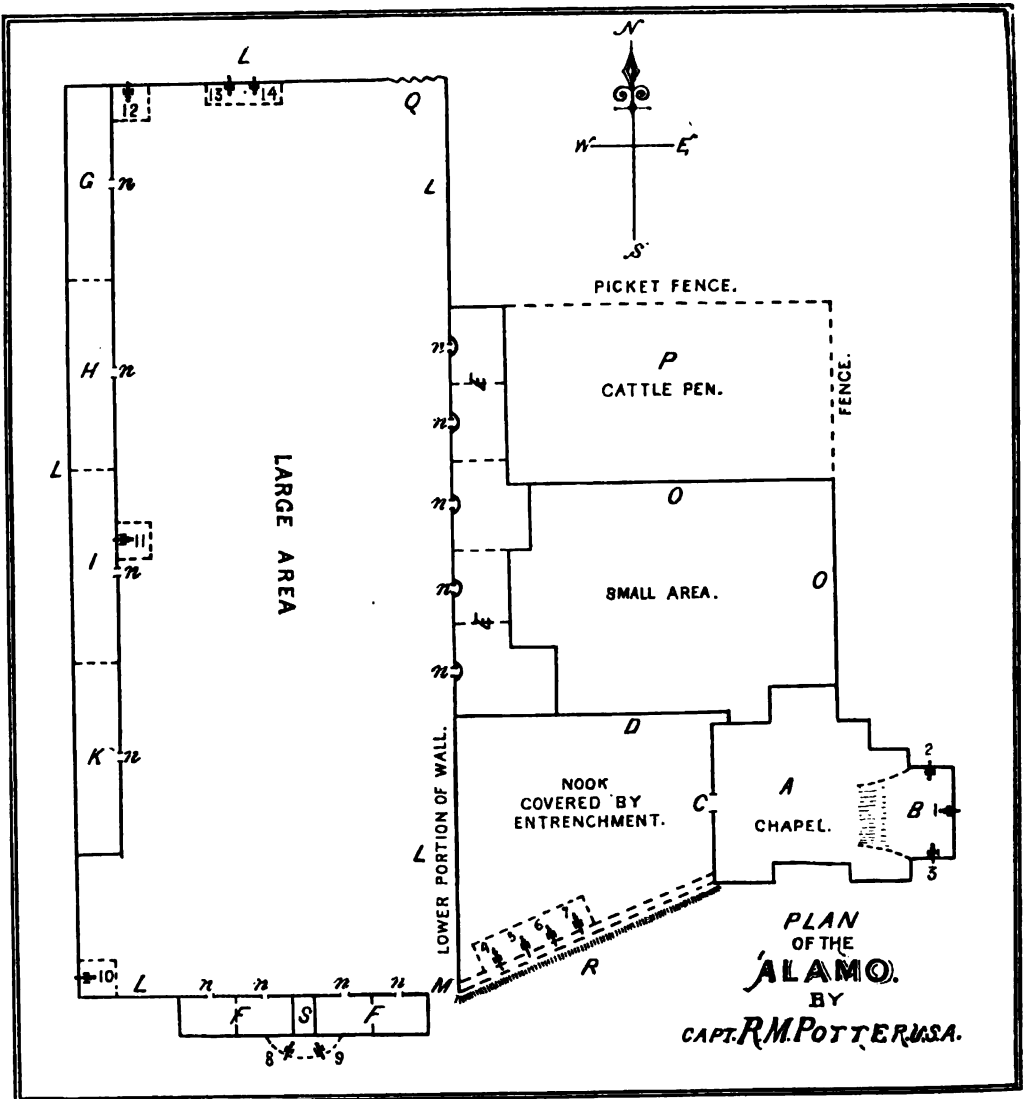 N
L
13 14
12
Q
W E
G n
L
S
PICKET FENCE.
n
P
H n
E
CATTLE PEN.
FENCE.
n
L
LARGE AREA
n
O
11
I n
n
SMALL AREA.
O
E
n
LOWER PORTION OF WALL.
D
2
K n
NOOK
COVERED BY
ENTRENCHMENT.
C
A
CHAPEL.
B 1
3
L
PLAN
OF THE
ALAMO.
BY
CAPT. R. M. POTTER. U.S.A.
4 5 6 7
R
M
10 L n n n n
F S F
8 9